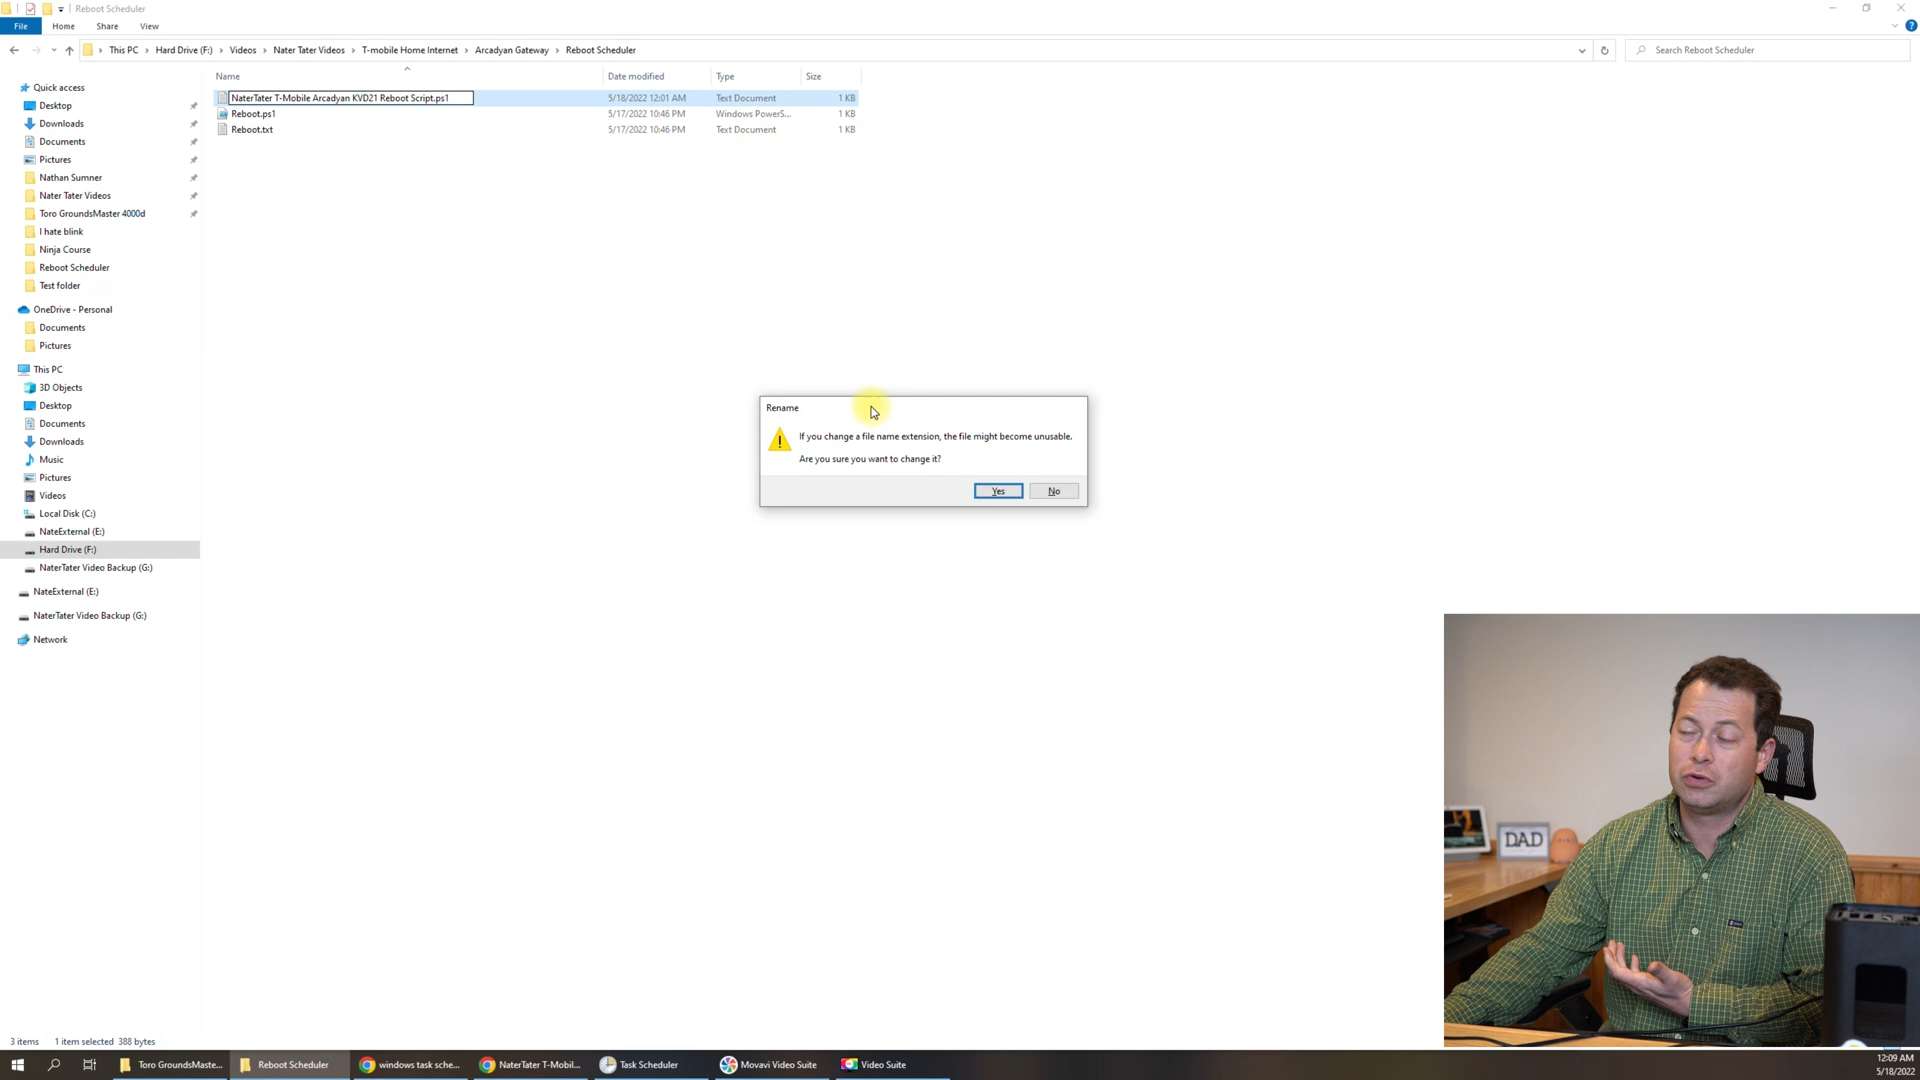 Reboot Scheduler
File Home Share View
This PC > Hard Drive (F:) > Videos > Nater Tater Videos > T-mobile Home Internet > Arcadyan Gateway > Reboot Scheduler
Search Reboot Scheduler
Name Date modified Type Size
NaterTater T-Mobile Arcadyan KVD21 Reboot Script.ps1 5/18/2022 12:01 AM Text Document 1 KB
Reboot.ps1 5/17/2022 10:46 PM Windows PowerS... 1 KB
Reboot.txt 5/17/2022 10:46 PM Text Document 1 KB
Quick access
Desktop
Downloads
Documents
Pictures
Nathan Sumner
Nater Tater Videos
Toro GroundsMaster 4000d
I hate blink
Ninja Course
Reboot Scheduler
Test folder
OneDrive - Personal
Documents
Pictures
This PC
3D Objects
Desktop
Documents
Downloads
Music
Pictures
Videos
Local Disk (C:)
NateExternal (E:)
Hard Drive (F:)
NaterTater Video Backup (G:)
NateExternal (E:)
NaterTater Video Backup (G:)
Network
Rename
If you change a file name extension, the file might become unusable.
Are you sure you want to change it?
Yes No
DAD
3 items 1 item selected 388 bytes
Toro GroundsMaste... Reboot Scheduler windows task sche... NaterTater T-Mobil... Task Scheduler Movavi Video Suite Video Suite
12:09 AM
5/18/2022